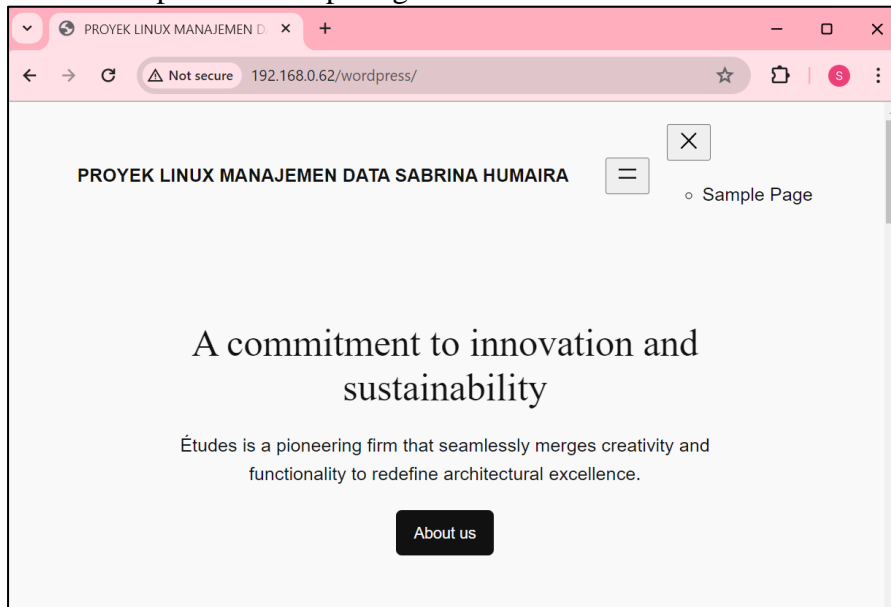 PROYEK LINUX MANAJEMEN D
Not secure 192.168.0.62/wordpress/
S
PROYEK LINUX MANAJEMEN DATA SABRINA HUMAIRA
Sample Page
A commitment to innovation and
sustainability
Études is a pioneering firm that seamlessly merges creativity and
functionality to redefine architectural excellence.
About us